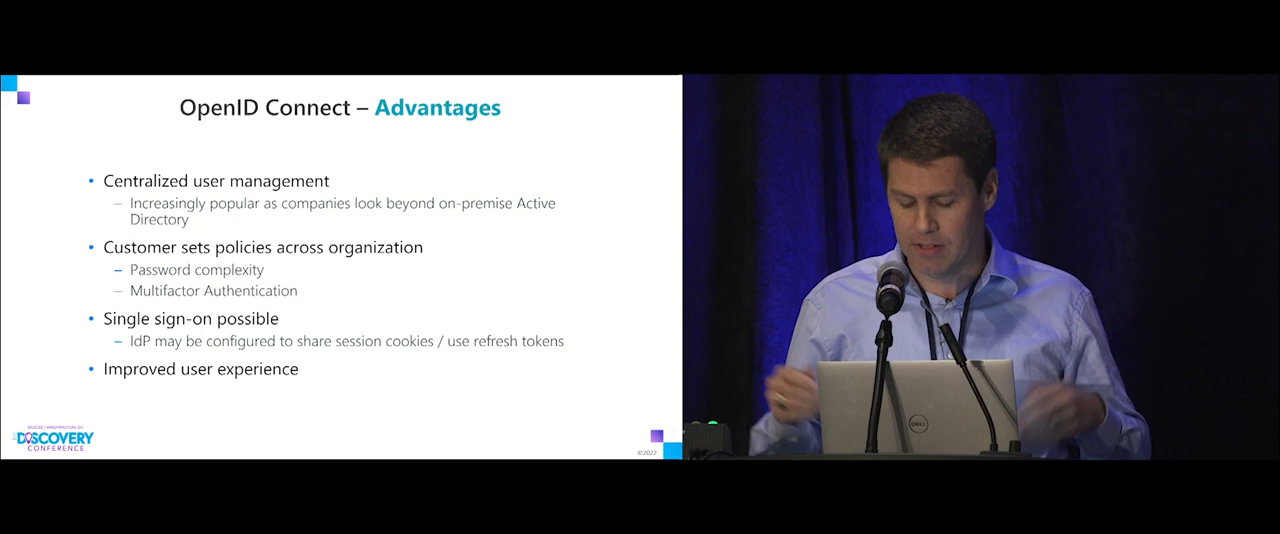 OpenID Connect – Advantages
• Centralized user management
– Increasingly popular as companies look beyond on-premise Active
Directory
• Customer sets policies across organization
– Password complexity
– Multifactor Authentication
• Single sign-on possible
– IdP may be configured to share session cookies / use refresh tokens
• Improved user experience
DISCOVERY
CONFERENCE
©2022
DELL